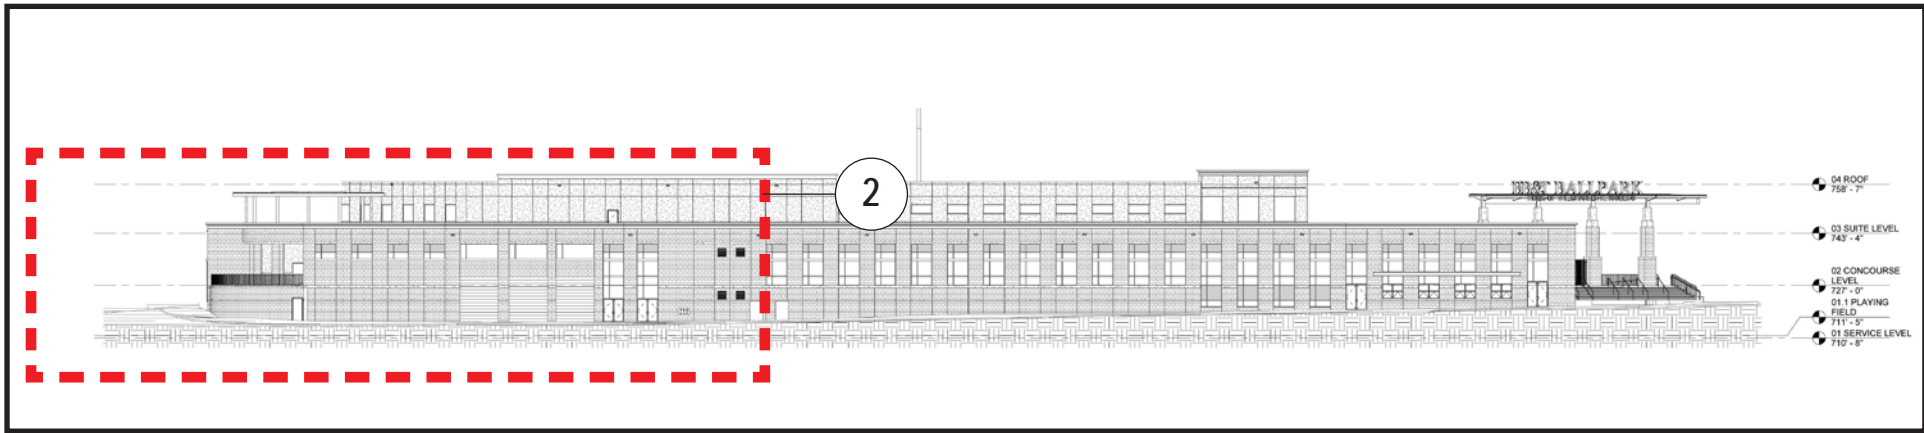 2
BB&T BALLPARK
04 ROOF
758' - 7"
03 SUITE LEVEL
743' - 4"
02 CONCOURSE
LEVEL
727' - 0"
01.1 PLAYING
FIELD
711' - 5"
01 SERVICE LEVEL
710' - 8"